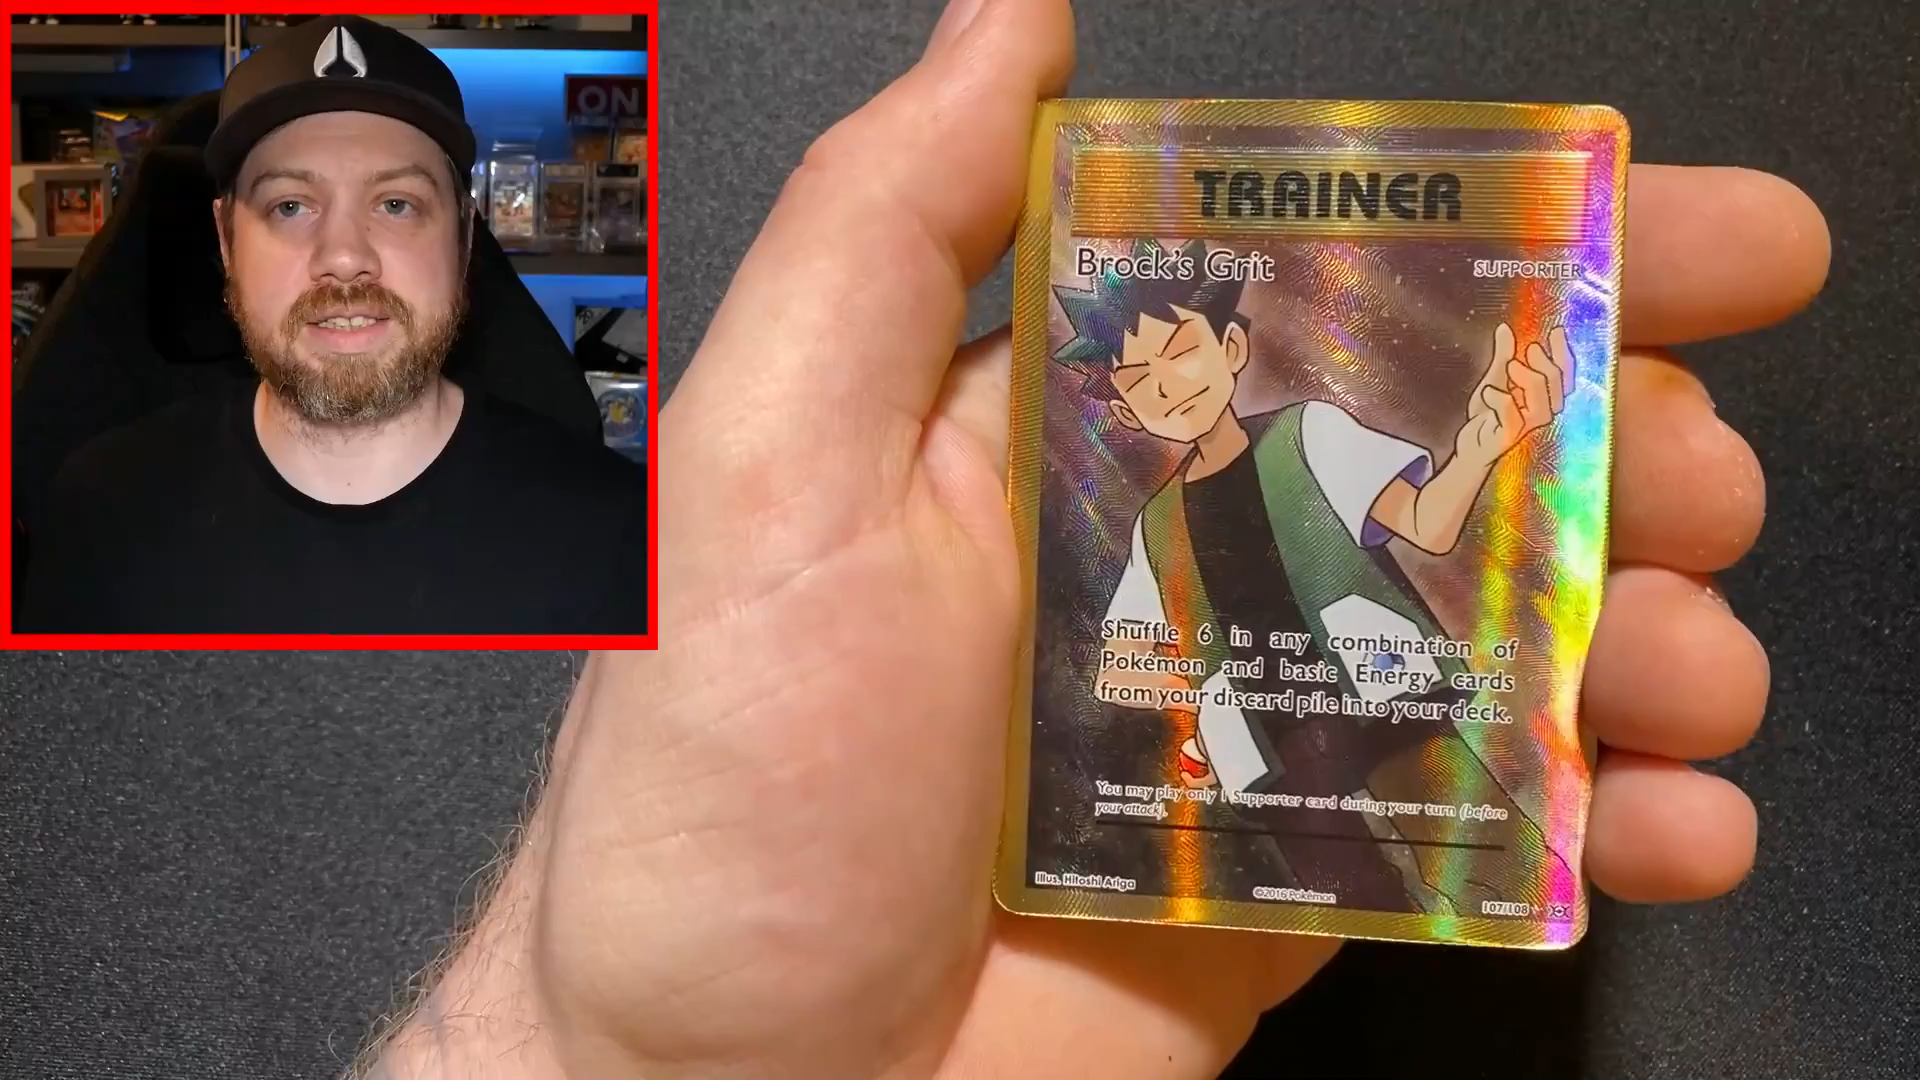 ON
TRAINER
Brock's Grit
SUPPORTER
Shuffle 6 in any combination of
Pokémon and basic Energy cards
from your discard pile into your deck.
You may play only 1 Supporter card during your turn (before
your attack).
Illus. Hitoshi Ariga
©2016 Pokémon
107/108